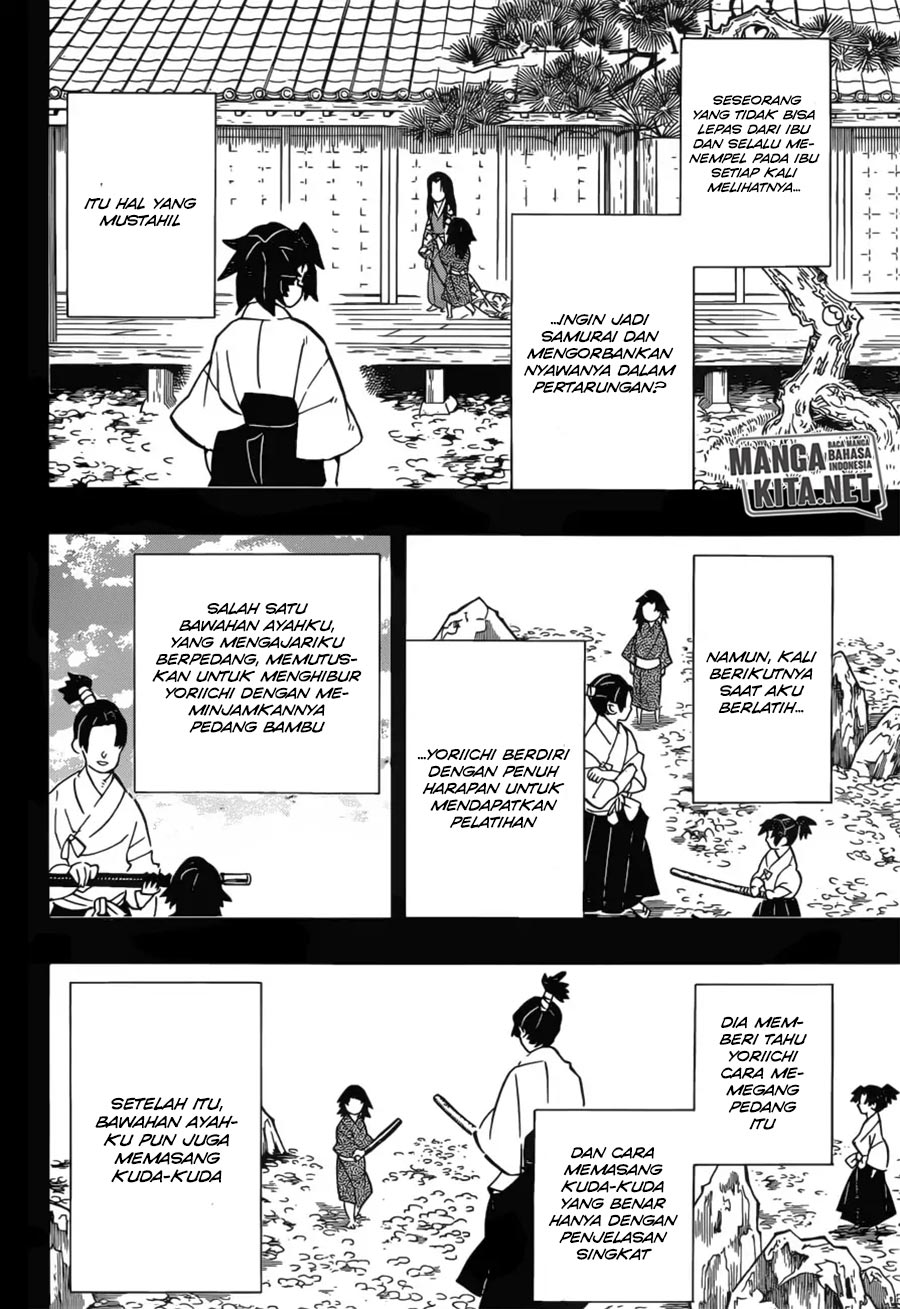 SESEORANG
YANG TIDAK BISA
LEPAS DARI IBU
DAN SELALU ME-
NEMPEL PADA IBU
SETIAP KALI
MELIHATNYA...
...INGIN JADI
SAMURAI DAN
MENGORBANKAN
NYAWANYA DALAM
PERTARUNGAN?
ITU HAL YANG
MUSTAHIL
MANGA
BACA MANGA
BAHASA
INDONESIA
KITA.NET
NAMUN, KALI
BERIKUTNYA
SAAT AKU
BERLATIH...
...YORIICHI BERDIRI
DENGAN PENUH
HARAPAN UNTUK
MENDAPATKAN
PELATIHAN
SALAH SATU
BAWAHAN AYAHKU,
YANG MENGAJARIKU
BERPEDANG, MEMUTUS-
KAN UNTUK MENGHIBUR
YORIICHI DENGAN ME-
MINJAMKANNYA
PEDANG BAMBU
DIA MEM-
BERI TAHU
YORIICHI
CARA ME-
MEGANG
PEDANG
ITU
DAN CARA
MEMASANG
KUDA-KUDA
YANG BENAR
HANYA DENGAN
PENJELASAN
SINGKAT
SETELAH ITU,
BAWAHAN AYAH-
KU PUN JUGA
MEMASANG
KUDA-KUDA